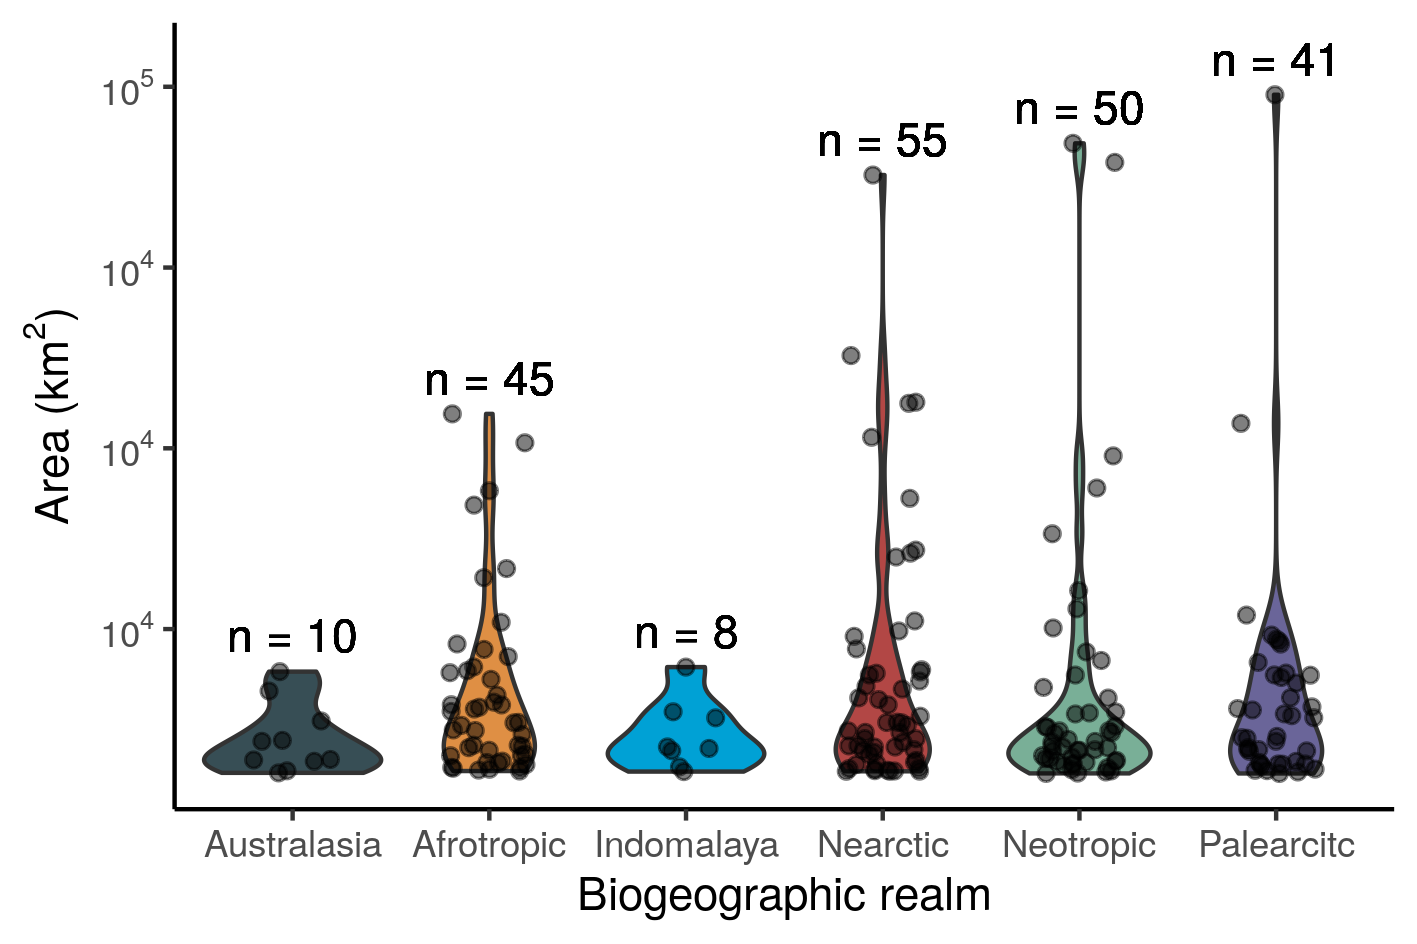 n = 41
n = 50
n = 55
n = 45
n = 10
n = 8
10⁵
10⁴
10⁴
10⁴
Area (km²)
Australasia Afrotropic Indomalaya Nearctic Neotropic Palearcitc
Biogeographic realm